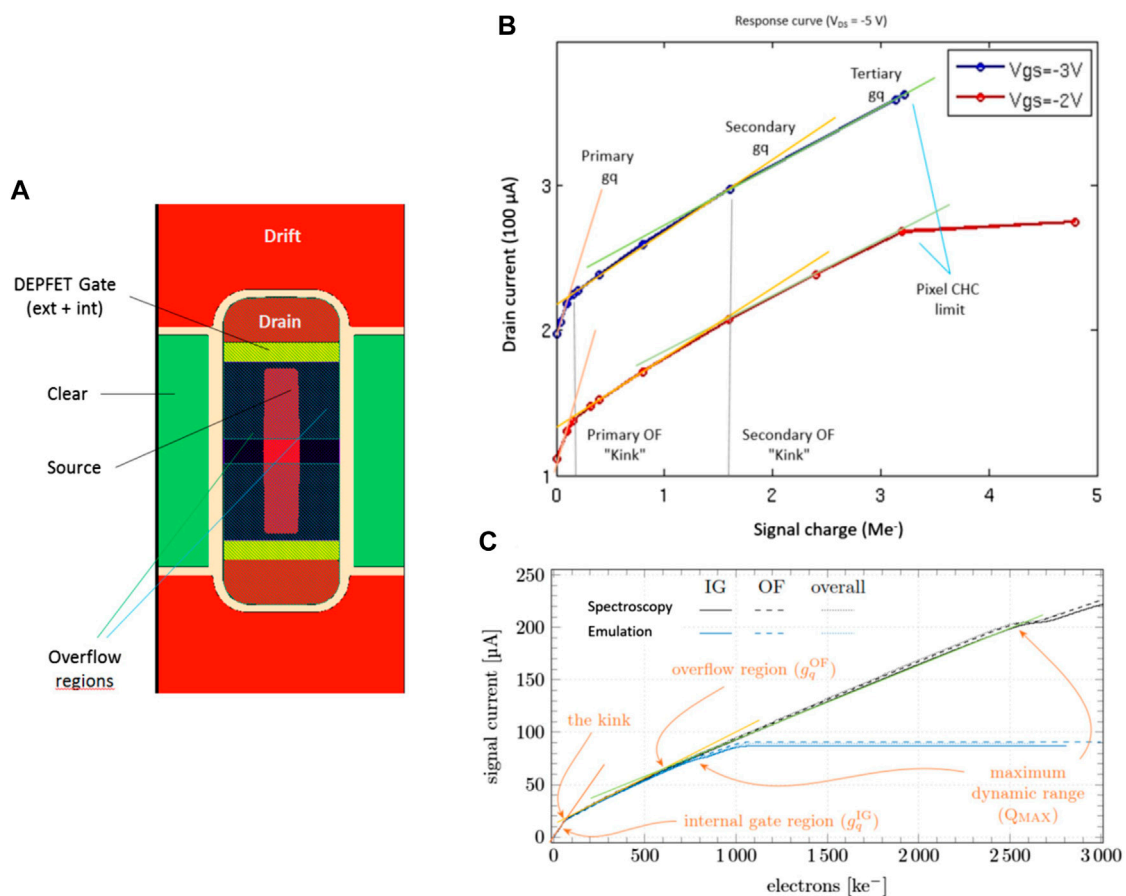 A
Drift
DEPFET Gate
(ext + int)
Drain
Clear
Source
Overflow
regions
B
Response curve (V_DS = -5 V)
Vgs=-3V
Vgs=-2V
Tertiary
gq
Secondary
gq
Primary
gq
Drain current (100 µA)
3
2
1
Pixel CHC
limit
Primary OF
"Kink"
Secondary OF
"Kink"
0
1
2
3
4
5
Signal charge (Me⁻)
C
IG OF overall
Spectroscopy
Emulation
signal current [µA]
250
200
150
100
50
0
overflow region (g_q^OF)
the kink
internal gate region (g_q^IG)
maximum
dynamic range
(QMAX)
0 500 1 000 1 500 2 000 2 500 3 000
electrons [ke⁻]